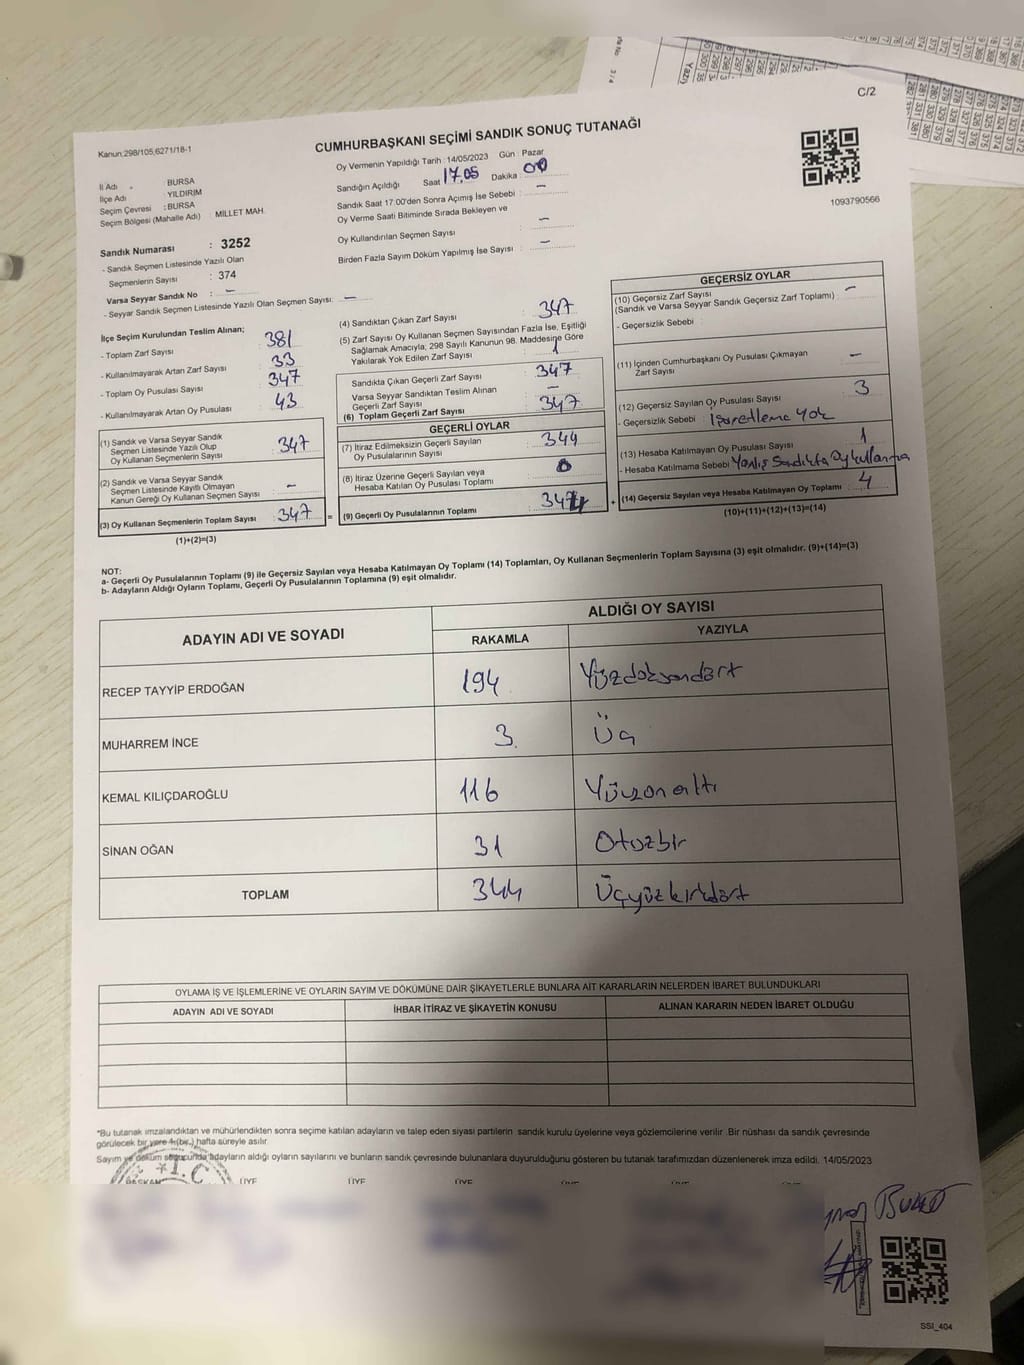 C/2
Kanun:298/105,6271/18-1
CUMHURBAŞKANI SEÇİMİ SANDIK SONUÇ TUTANAĞI
1093790566
İl Adı : BURSA
İlçe Adı : YILDIRIM
Seçim Çevresi : BURSA
Seçim Bölgesi (Mahalle Adı) : MİLLET MAH.
Oy Vermenin Yapıldığı Tarih : 14/05/2023 Gün : Pazar
Sandığın Açıldığı Saat 17.05 Dakika : 00
Sandık Saat 17:00'den Sonra Açımış İse Sebebi : –
Oy Verme Saati Bitiminde Sırada Bekleyen ve
Oy Kullandırılan Seçmen Sayısı : –
Birden Fazla Sayım Döküm Yapılmış İse Sayısı : –
Sandık Numarası : 3252
- Sandık Seçmen Listesinde Yazılı Olan
Seçmenlerin Sayısı : 374
Varsa Seyyar Sandık No : –
- Seyyar Sandık Seçmen Listesinde Yazılı Olan Seçmen Sayısı: –
İlçe Seçim Kurulundan Teslim Alınan;
- Toplam Zarf Sayısı : 381
- Kullanılmayarak Artan Zarf Sayısı : 33
- Toplam Oy Pusulası Sayısı : 347
- Kullanılmayarak Artan Oy Pusulası : 43
(1) Sandık ve Varsa Seyyar Sandık
Seçmen Listesinde Yazılı Olup
Oy Kullanan Seçmenlerin Sayısı : 347
(2) Sandık ve Varsa Seyyar Sandık
Seçmen Listesinde Kayıtlı Olmayan
Kanun Gereği Oy Kullanan Seçmen Sayısı : –
(3) Oy Kullanan Seçmenlerin Toplam Sayısı : 347 =
(1)+(2)=(3)
(4) Sandıktan Çıkan Zarf Sayısı : 347
(5) Zarf Sayısı Oy Kullanan Seçmen Sayısından Fazla İse, Eşitliği
Sağlamak Amacıyla, 298 Sayılı Kanunun 98. Maddesine Göre
Yakılarak Yok Edilen Zarf Sayısı : 1
Sandıkta Çıkan Geçerli Zarf Sayısı : 347
Varsa Seyyar Sandıktan Teslim Alınan
Geçerli Zarf Sayısı : –
(6) Toplam Geçerli Zarf Sayısı : 347
GEÇERLİ OYLAR
(7) İtiraz Edilmeksizin Geçerli Sayılan
Oy Pusulalarının Sayısı : 344
(8) İtiraz Üzerine Geçerli Sayılan veya
Hesaba Katılan Oy Pusulası Toplamı : 0
(9) Geçerli Oy Pusulalarının Toplamı : 344 +
GEÇERSİZ OYLAR
(10) Geçersiz Zarf Sayısı : –
(Sandık ve Varsa Seyyar Sandık Geçersiz Zarf Toplamı)
- Geçersizlik Sebebi :
(11) İçinden Cumhurbaşkanı Oy Pusulası Çıkmayan
Zarf Sayısı : –
(12) Geçersiz Sayılan Oy Pusulası Sayısı : 3
- Geçersizlik Sebebi : İşaretleme Yok
(13) Hesaba Katılmayan Oy Pusulası Sayısı : 1
- Hesaba Katılmama Sebebi : Yanlış Sandıkta Oy kullanma
(14) Geçersiz Sayılan veya Hesaba Katılmayan Oy Toplamı : 4
(10)+(11)+(12)+(13)=(14)
NOT:
a- Geçerli Oy Pusulalarının Toplamı (9) ile Geçersiz Sayılan veya Hesaba Katılmayan Oy Toplamı (14) Toplamları, Oy Kullanan Seçmenlerin Toplam Sayısına (3) eşit olmalıdır. (9)+(14)=(3)
b- Adayların Aldığı Oyların Toplamı, Geçerli Oy Pusulalarının Toplamına (9) eşit olmalıdır.
ADAYIN ADI VE SOYADI ALDIĞI OY SAYISI
RAKAMLA YAZIYLA
RECEP TAYYİP ERDOĞAN 194 Yüzdoksandört
MUHARREM İNCE 3 Üç
KEMAL KILIÇDAROĞLU 116 Yüzonaltı
SİNAN OĞAN 31 Otuzbir
TOPLAM 344 Üçyüzkırkdört
OYLAMA İŞ VE İŞLEMLERİNE VE OYLARIN SAYIM VE DÖKÜMÜNE DAİR ŞİKAYETLERLE BUNLARA AİT KARARLARIN NELERDEN İBARET BULUNDUKLARI
ADAYIN ADI VE SOYADI İHBAR İTİRAZ VE ŞİKAYETİN KONUSU ALINAN KARARIN NEDEN İBARET OLDUĞU
*Bu tutanak imzalandıktan ve mühürlendikten sonra seçime katılan adayların ve talep eden siyasi partilerin sandık kurulu üyelerine veya gözlemcilerine verilir. Bir nüshası da sandık çevresinde
görülecek bir yere 1(bir) hafta süreyle asılır.
Sayım ve döküm sonucunda adayların aldığı oyların sayılarını ve bunların sandık çevresinde bulunanlara duyurulduğunu gösteren bu tutanak tarafımızdan düzenlenerek imza edildi. 14/05/2023
T.C
BAŞKAN ÜYE ÜYE ÜYE ÜYE ÜYE
SSI_404